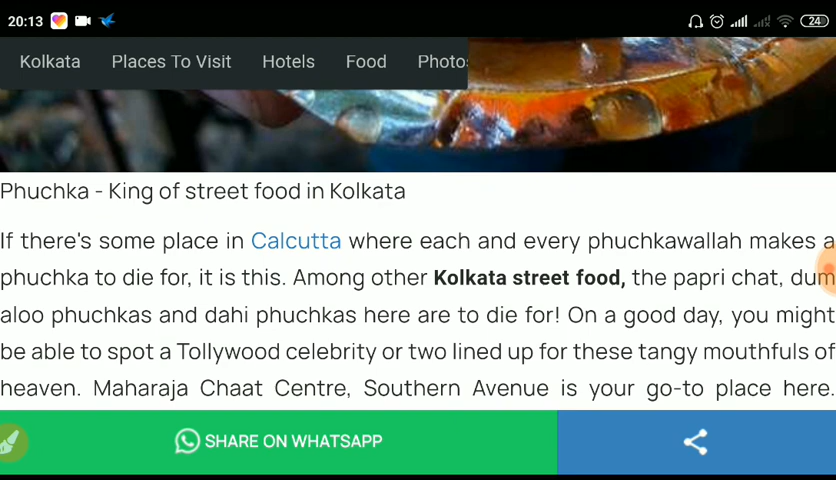 20:13
24
Kolkata Places To Visit Hotels Food Photo
Phuchka - King of street food in Kolkata
If there's some place in Calcutta where each and every phuchkawallah makes a
phuchka to die for, it is this. Among other Kolkata street food, the papri chat, dum
aloo phuchkas and dahi phuchkas here are to die for! On a good day, you might
be able to spot a Tollywood celebrity or two lined up for these tangy mouthfuls of
heaven. Maharaja Chaat Centre, Southern Avenue is your go-to place here.
SHARE ON WHATSAPP